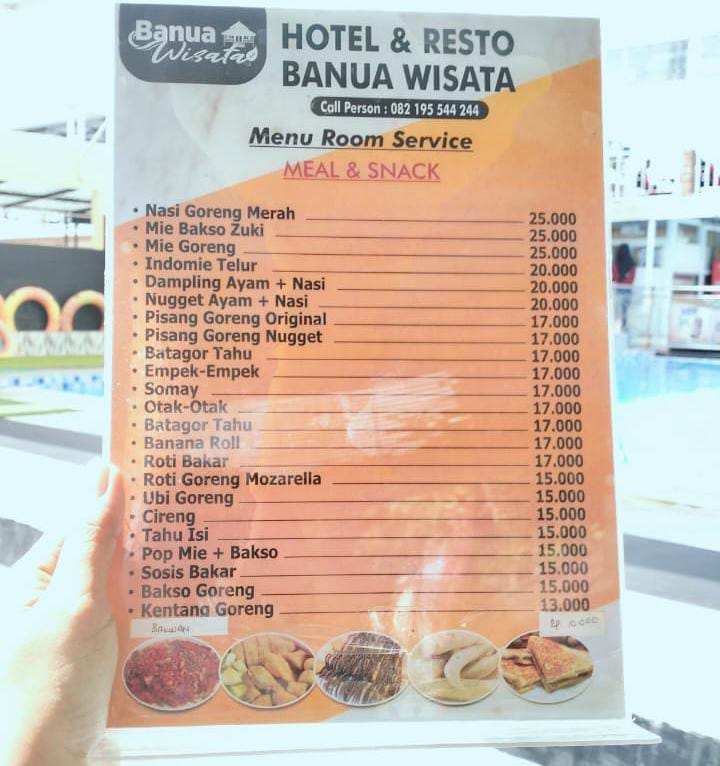 Banua
Wisata
HOTEL & RESTO
BANUA WISATA
Call Person : 082 195 544 244
Menu Room Service
MEAL & SNACK
• Nasi Goreng Merah 25.000
• Mie Bakso Zuki 25.000
• Mie Goreng 25.000
• Indomie Telur 20.000
• Dampling Ayam + Nasi 20.000
• Nugget Ayam + Nasi 20.000
• Pisang Goreng Original 17.000
Pisang Goreng Nugget 17.000
• Batagor Tahu 17.000
• Empek-Empek 17.000
• Somay 17.000
• Otak-Otak 17.000
• Batagor Tahu 17.000
• Banana Roll 17.000
Roti Bakar 17.000
• Roti Goreng Mozarella 15.000
• Ubi Goreng 15.000
Cireng 15.000
• Tahu Isi 15.000
• Pop Mie + Bakso 15.000
• Sosis Bakar 15.000
• Bakso Goreng 15.000
• Kentang Goreng 13.000
BAKWAN Rp. 10.000